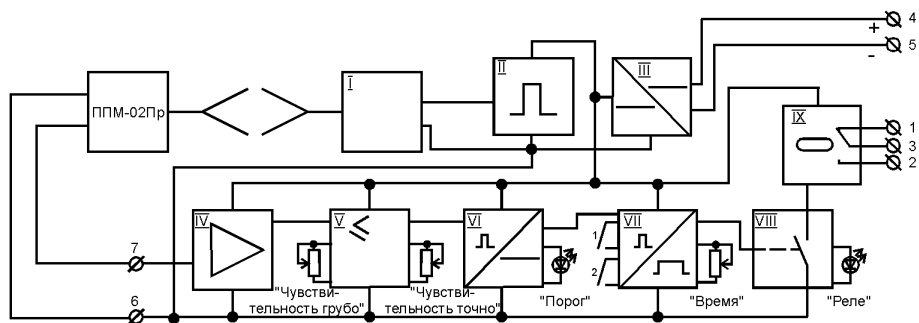 4
+
5
-
I
II
III
ППМ-02Пр
IX
1
3
2
7
IV
V
≤
VI
VII
1
2
VIII
"Чувстви-
тельность грубо"
"Чувстви-
тельность точно"
"Порог"
"Время"
"Реле"
6